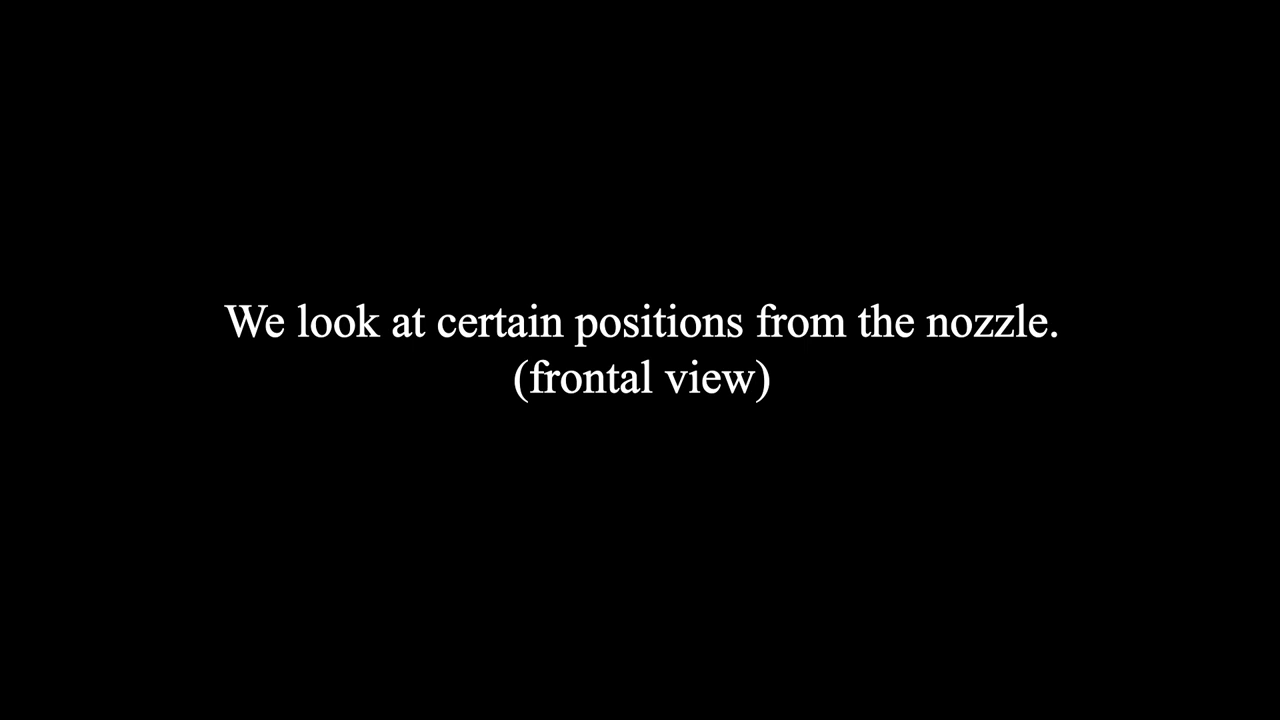 We look at certain positions from the nozzle.
(frontal view)